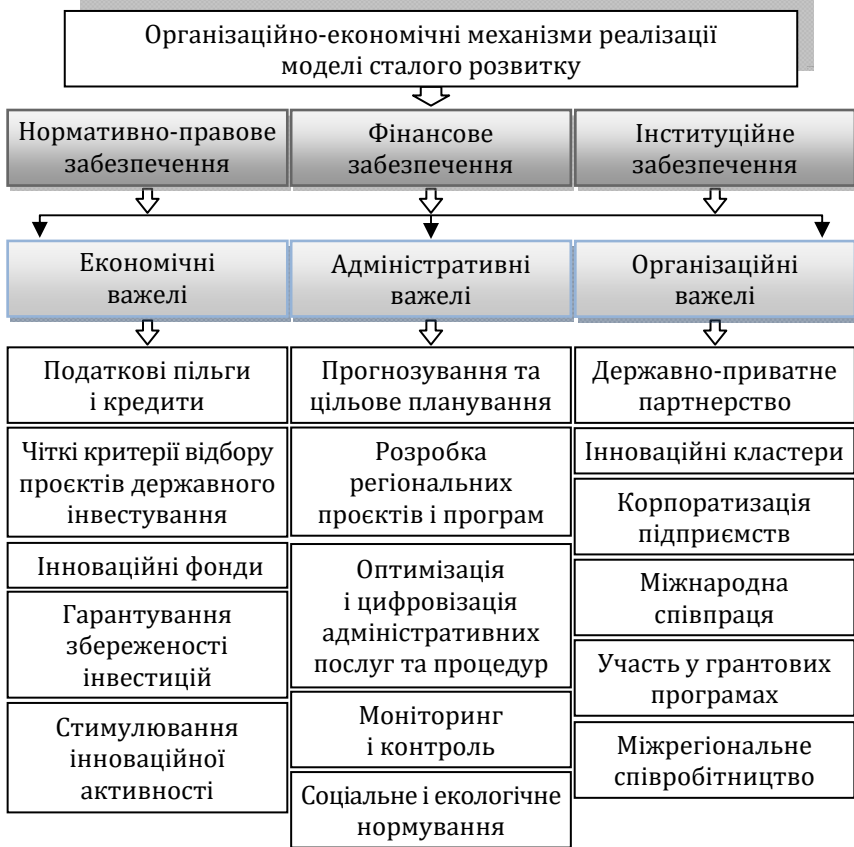 Організаційно-економічні механізми реалізації
моделі сталого розвитку
Нормативно-правове
забезпечення
Фінансове
забезпечення
Інституційне
забезпечення
Економічні
важелі
Адміністративні
важелі
Організаційні
важелі
Податкові пільги
і кредити
Чіткі критерії відбору
проєктів державного
інвестування
Інноваційні фонди
Гарантування
збереженості
інвестицій
Стимулювання
інноваційної
активності
Прогнозування та
цільове планування
Розробка
регіональних
проєктів і програм
Оптимізація
і цифровізація
адміністративних
послуг та процедур
Моніторинг
і контроль
Соціальне і екологічне
нормування
Державно-приватне
партнерство
Інноваційні кластери
Корпоратизація
підприємств
Міжнародна
співпраця
Участь у грантових
програмах
Міжрегіональне
співробітництво